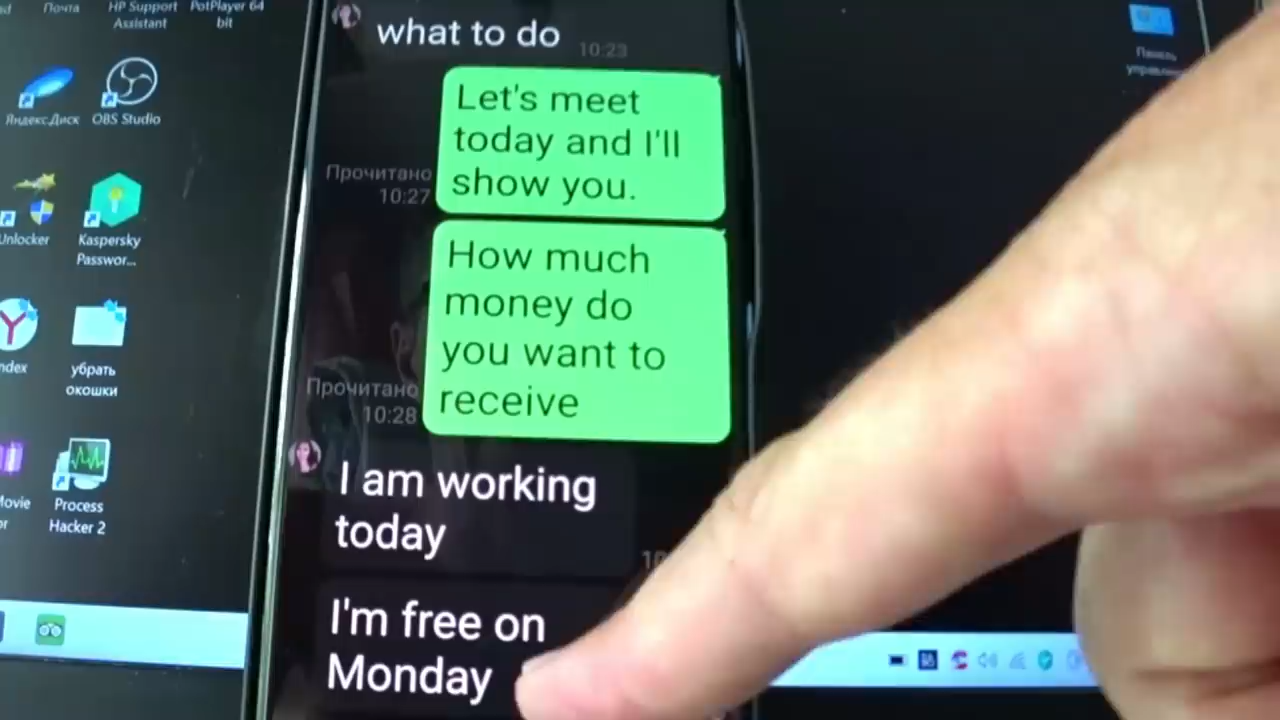 Почта
HP Support
Assistant
PotPlayer 64
bit
Яндекс.Диск
OBS Studio
Unlocker
Kaspersky
Passwor...
убрать
окошки
Process
Hacker 2
Панель
what to do
10:23
Let's meet
today and I'll
show you.
Прочитано
10:27
How much
money do
you want to
receive
Прочитано
10:28
I am working
today
I'm free on
Monday